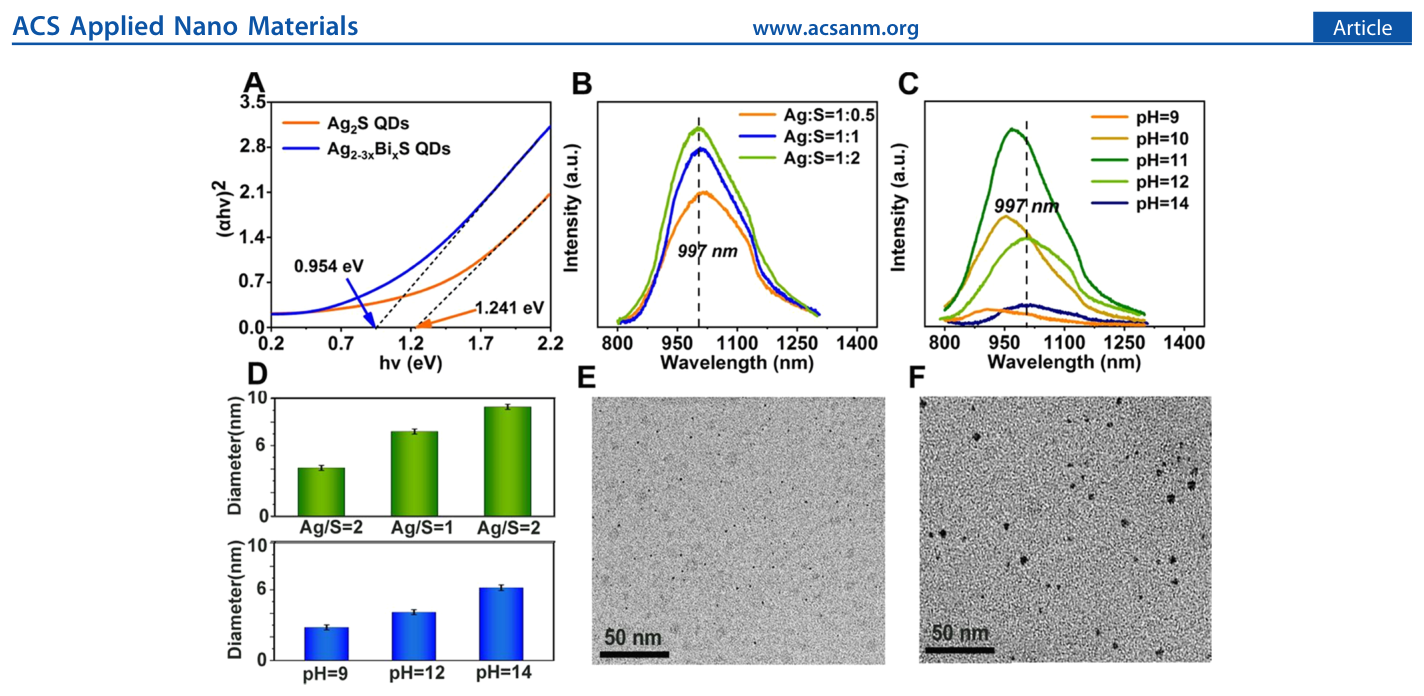 ACS Applied Nano Materials
www.acsanm.org
Article
A
3.5
2.8
2.1
1.4
0.7
0.0
(αhv)2
Ag2S QDs
Ag2-3xBixS QDs
0.954 eV
1.241 eV
0.2 0.7 1.2 1.7 2.2
hv (eV)
B
Intensity (a.u.)
Ag:S=1:0.5
Ag:S=1:1
Ag:S=1:2
997 nm
800 950 1100 1250 1400
Wavelength (nm)
C
Intensity (a.u.)
pH=9
pH=10
pH=11
pH=12
pH=14
997 nm
800 950 1100 1250 1400
Wavelength (nm)
D
Diameter(nm)
10
6
0
Ag/S=2 Ag/S=1 Ag/S=2
Diameter(nm)
10
6
0
pH=9 pH=12 pH=14
E
50 nm
F
50 nm